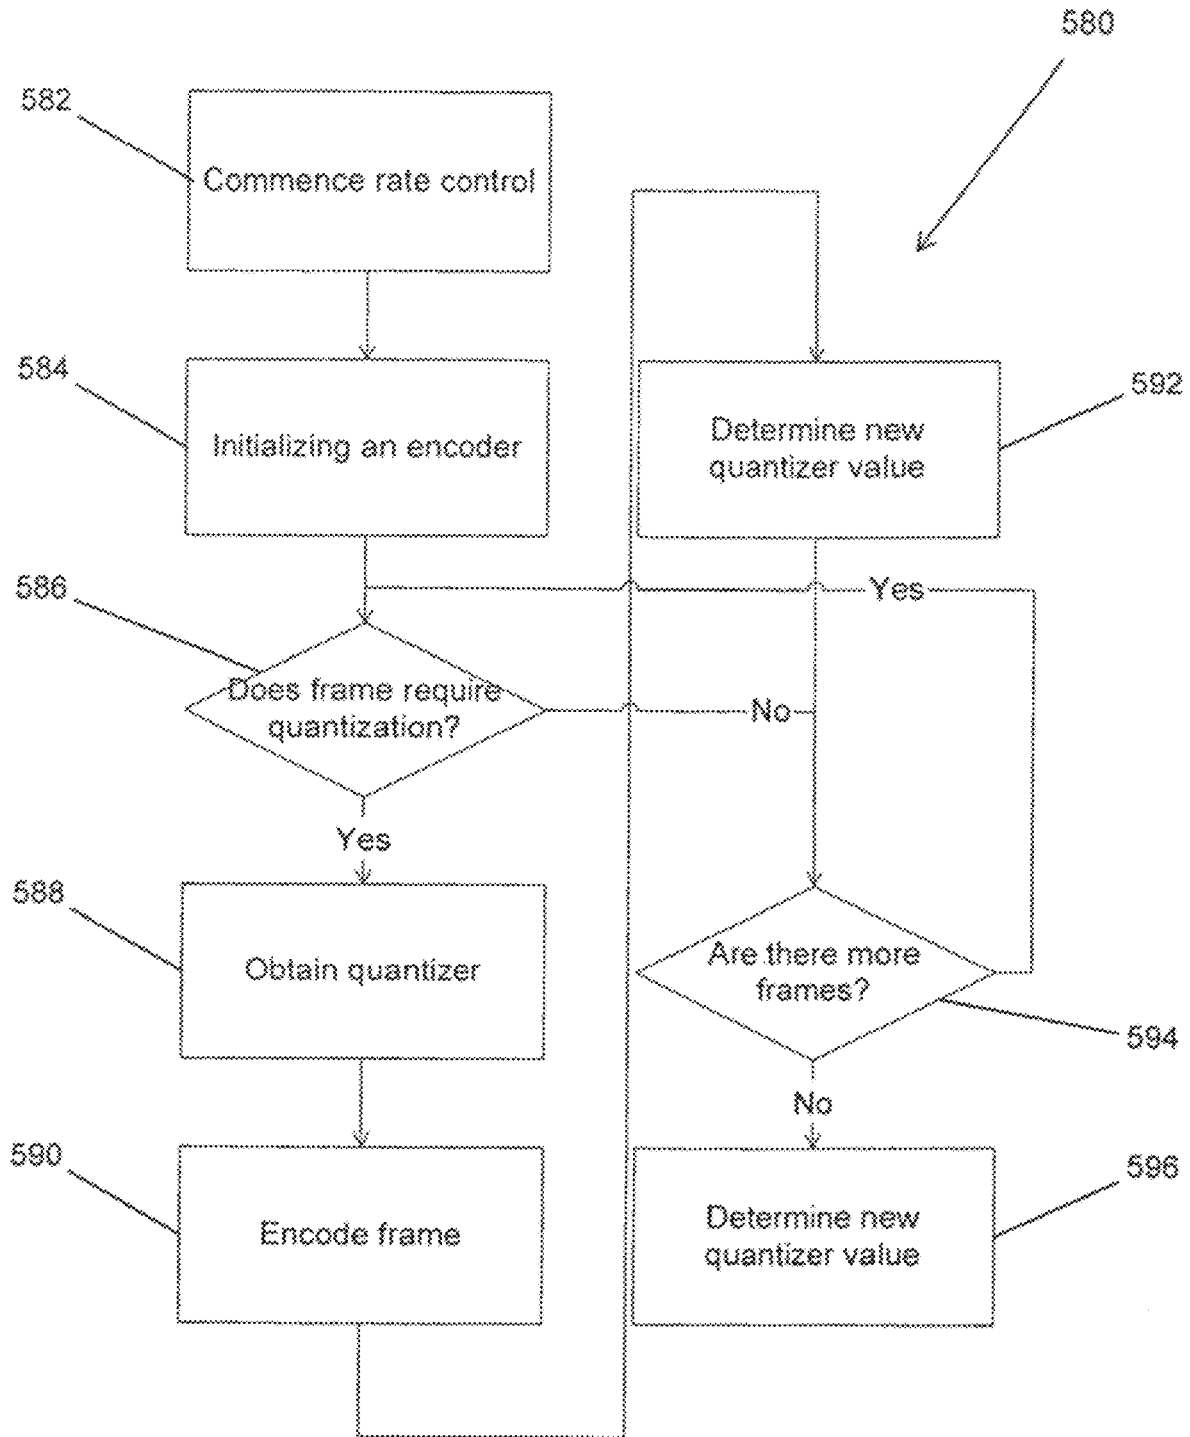 580
582
Commence rate control
584
Initializing an encoder
592
Determine new
quantizer value
586
Yes
Does frame require
quantization?
No
Yes
588
Obtain quantizer
Are there more
frames?
594
No
590
Encode frame
596
Determine new
quantizer value